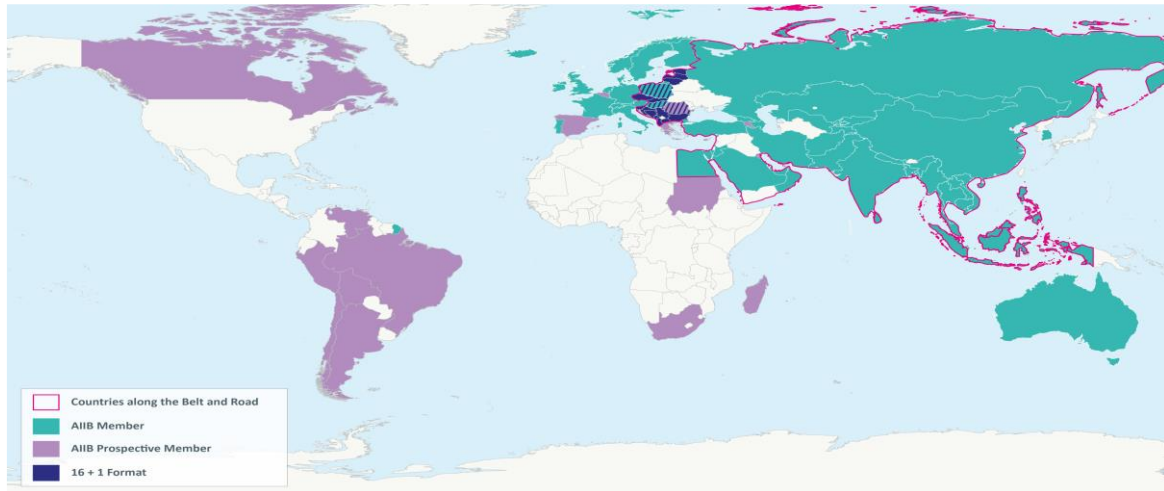 Countries along the Belt and Road
AIIB Member
AIIB Prospective Member
16 + 1 Format